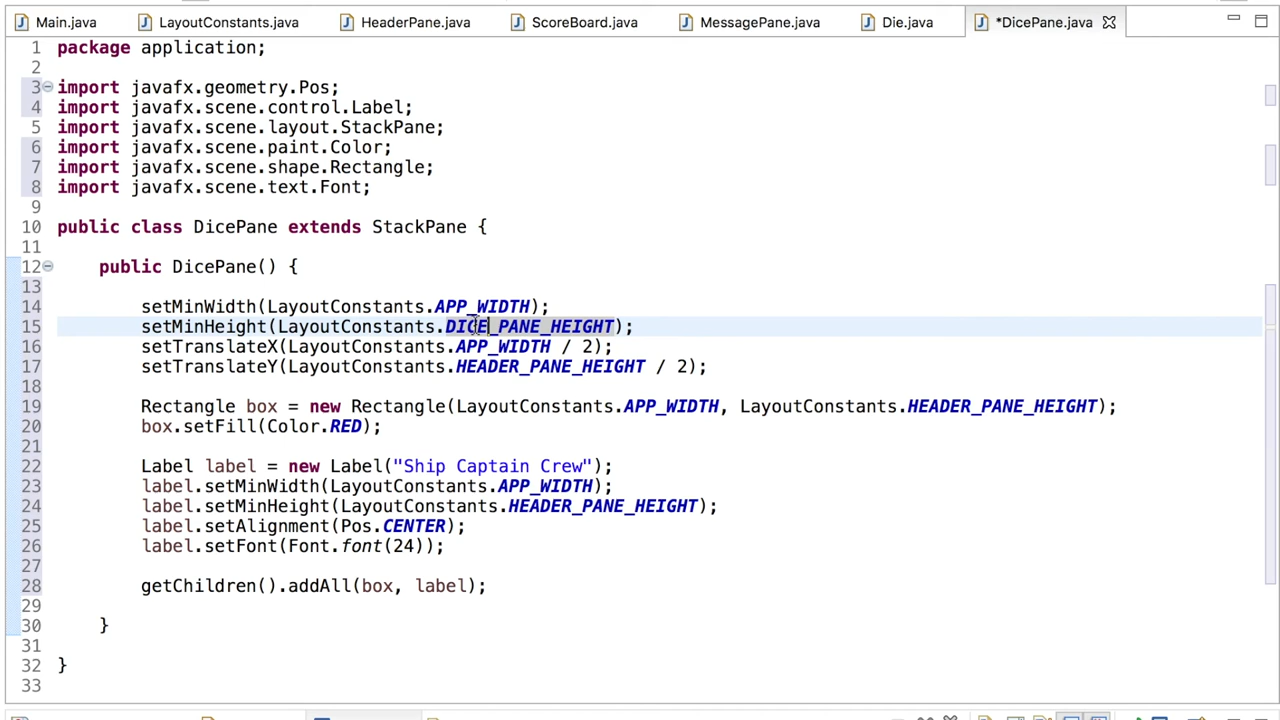 Main.java LayoutConstants.java HeaderPane.java ScoreBoard.java MessagePane.java Die.java *DicePane.java
1 package application;
2
3 import javafx.geometry.Pos;
4 import javafx.scene.control.Label;
5 import javafx.scene.layout.StackPane;
6 import javafx.scene.paint.Color;
7 import javafx.scene.shape.Rectangle;
8 import javafx.scene.text.Font;
9
10 public class DicePane extends StackPane {
11
12 public DicePane() {
13
14 setMinWidth(LayoutConstants.APP_WIDTH);
15 setMinHeight(LayoutConstants.DICE_PANE_HEIGHT);
16 setTranslateX(LayoutConstants.APP_WIDTH / 2);
17 setTranslateY(LayoutConstants.HEADER_PANE_HEIGHT / 2);
18
19 Rectangle box = new Rectangle(LayoutConstants.APP_WIDTH, LayoutConstants.HEADER_PANE_HEIGHT);
20 box.setFill(Color.RED);
21
22 Label label = new Label("Ship Captain Crew");
23 label.setMinWidth(LayoutConstants.APP_WIDTH);
24 label.setMinHeight(LayoutConstants.HEADER_PANE_HEIGHT);
25 label.setAlignment(Pos.CENTER);
26 label.setFont(Font.font(24));
27
28 getChildren().addAll(box, label);
29
30 }
31
32 }
33